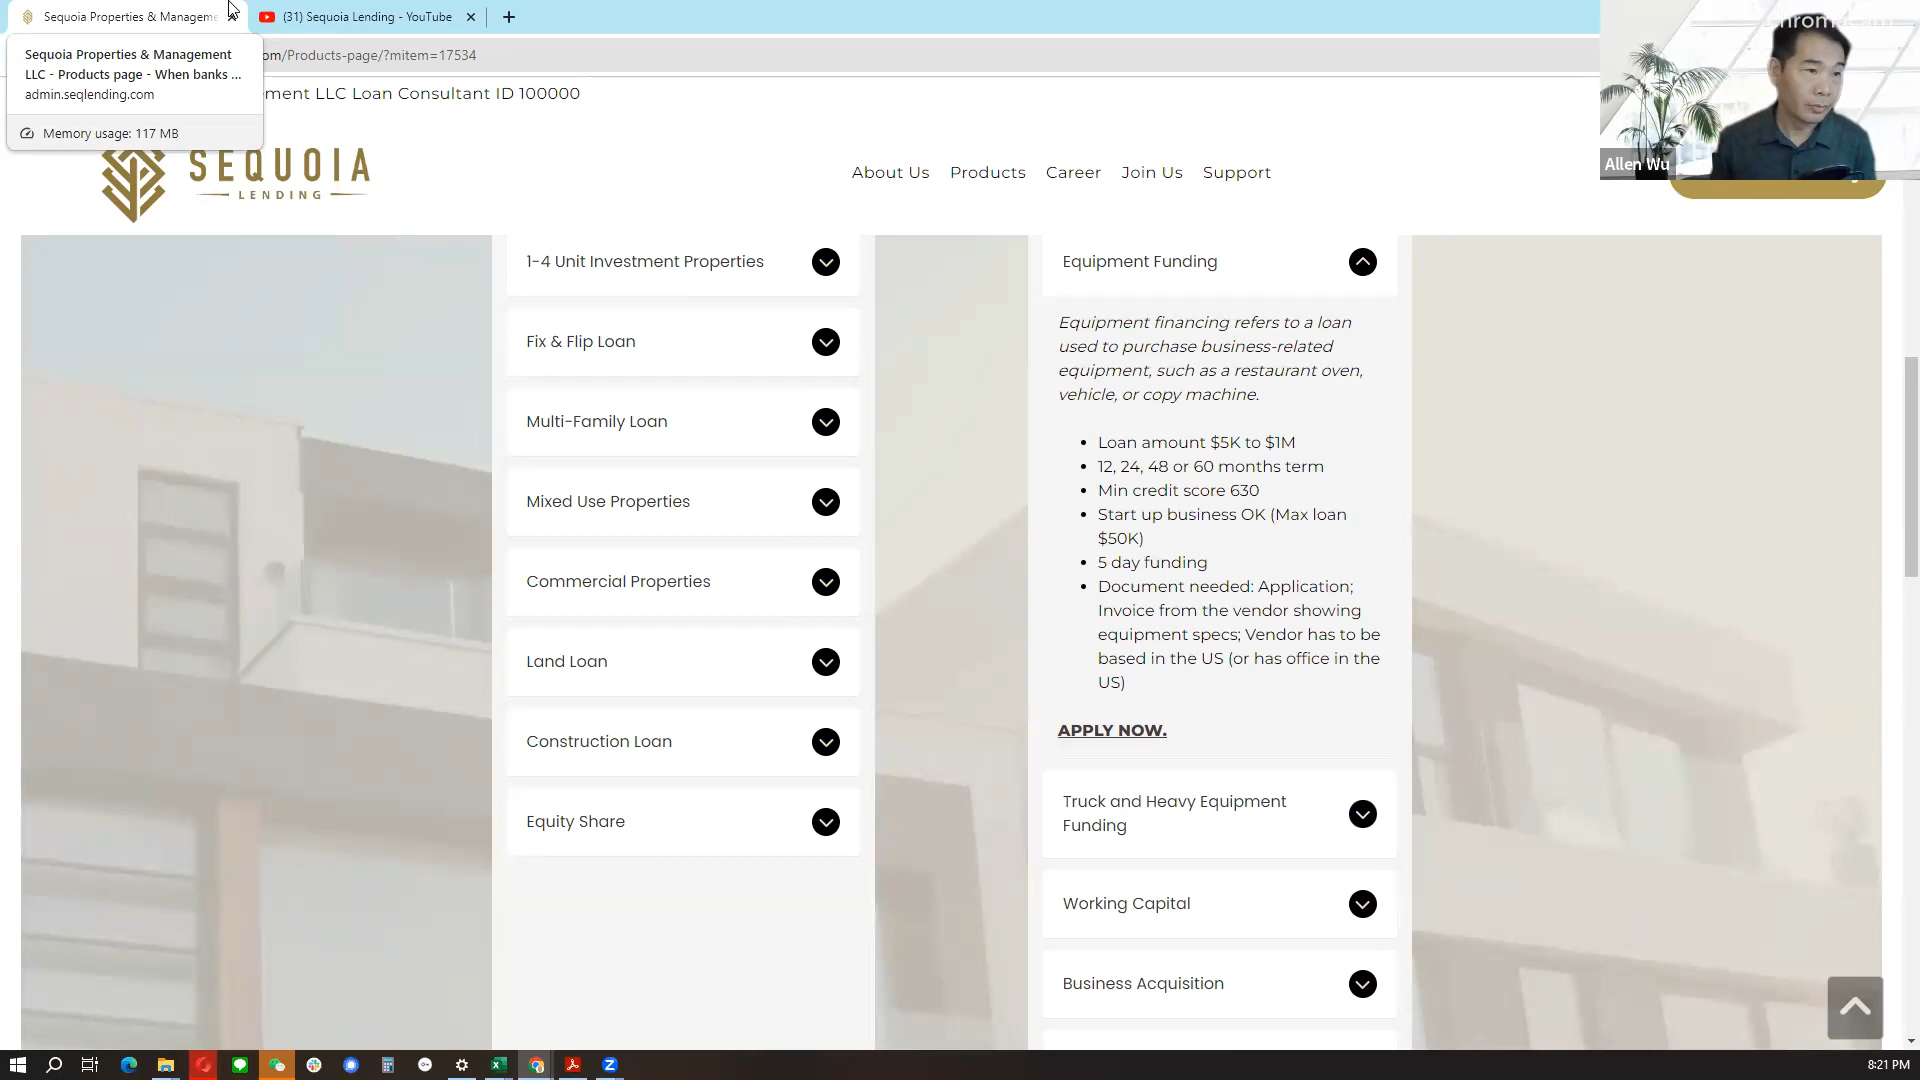 Sequoia Properties & Manageme
(31) Sequoia Lending - YouTube
Sequoia Properties & Management
LLC - Products page - When banks ...
admin.seqlending.com
Memory usage: 117 MB
om/Products-page/?mitem=17534
ement LLC Loan Consultant ID 100000
chromacam
Allen Wu
SEQUOIA
LENDING
About Us
Products
Career
Join Us
Support
1-4 Unit Investment Properties
Fix & Flip Loan
Multi-Family Loan
Mixed Use Properties
Commercial Properties
Land Loan
Construction Loan
Equity Share
Equipment Funding
Equipment financing refers to a loan
used to purchase business-related
equipment, such as a restaurant oven,
vehicle, or copy machine.
• Loan amount $5K to $1M
• 12, 24, 48 or 60 months term
• Min credit score 630
• Start up business OK (Max loan
$50K)
• 5 day funding
• Document needed: Application;
Invoice from the vendor showing
equipment specs; Vendor has to be
based in the US (or has office in the
US)
APPLY NOW.
Truck and Heavy Equipment
Funding
Working Capital
Business Acquisition
8:21 PM